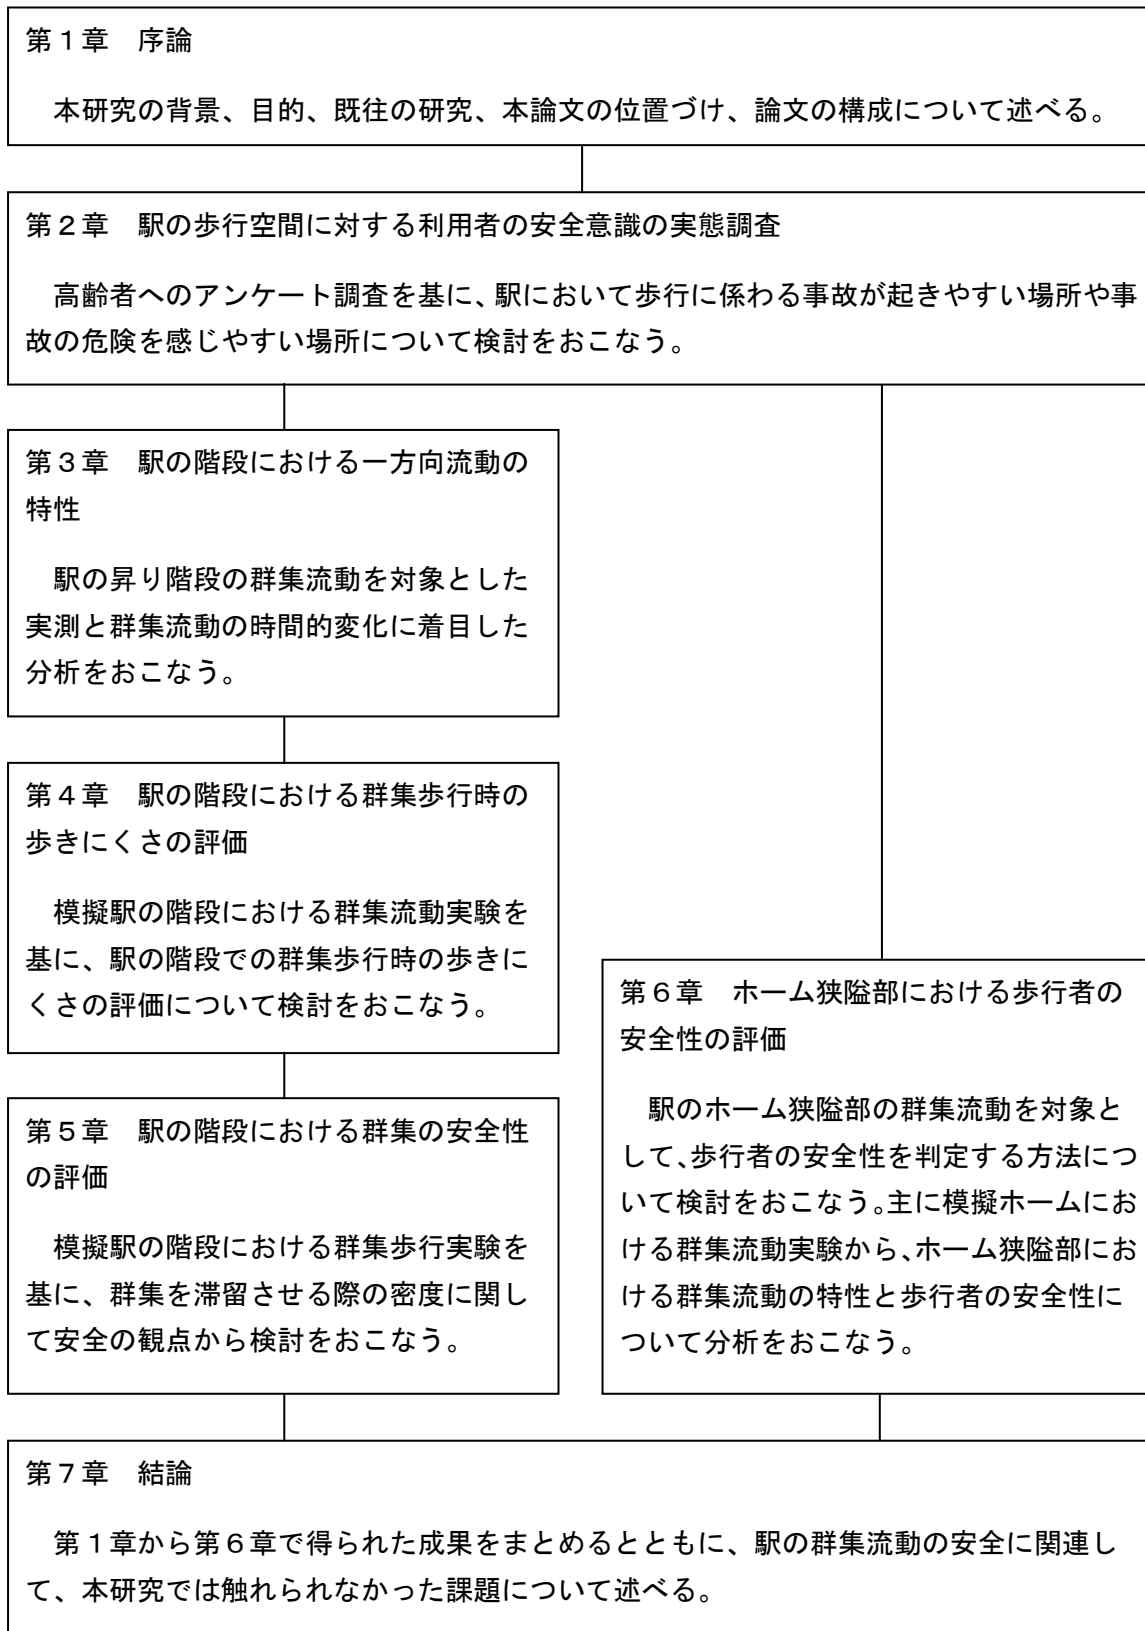 第１章　序論
本研究の背景、目的、既往の研究、本論文の位置づけ、論文の構成について述べる。
第２章　駅の歩行空間に対する利用者の安全意識の実態調査
高齢者へのアンケート調査を基に、駅において歩行に係わる事故が起きやすい場所や事
故の危険を感じやすい場所について検討をおこなう。
第３章　駅の階段における一方向流動の
特性
駅の昇り階段の群集流動を対象とした
実測と群集流動の時間的変化に着目した
分析をおこなう。
第４章　駅の階段における群集歩行時の
歩きにくさの評価
模擬駅の階段における群集流動実験を
基に、駅の階段での群集歩行時の歩きに
くさの評価について検討をおこなう。
第５章　駅の階段における群集の安全性
の評価
模擬駅の階段における群集歩行実験を
基に、群集を滞留させる際の密度に関し
て安全の観点から検討をおこなう。
第６章　ホーム狭隘部における歩行者の
安全性の評価
駅のホーム狭隘部の群集流動を対象と
して、歩行者の安全性を判定する方法につ
いて検討をおこなう。主に模擬ホームにお
ける群集流動実験から、ホーム狭隘部にお
ける群集流動の特性と歩行者の安全性に
ついて分析をおこなう。
第７章　結論
第１章から第６章で得られた成果をまとめるとともに、駅の群集流動の安全に関連し
て、本研究では触れられなかった課題について述べる。